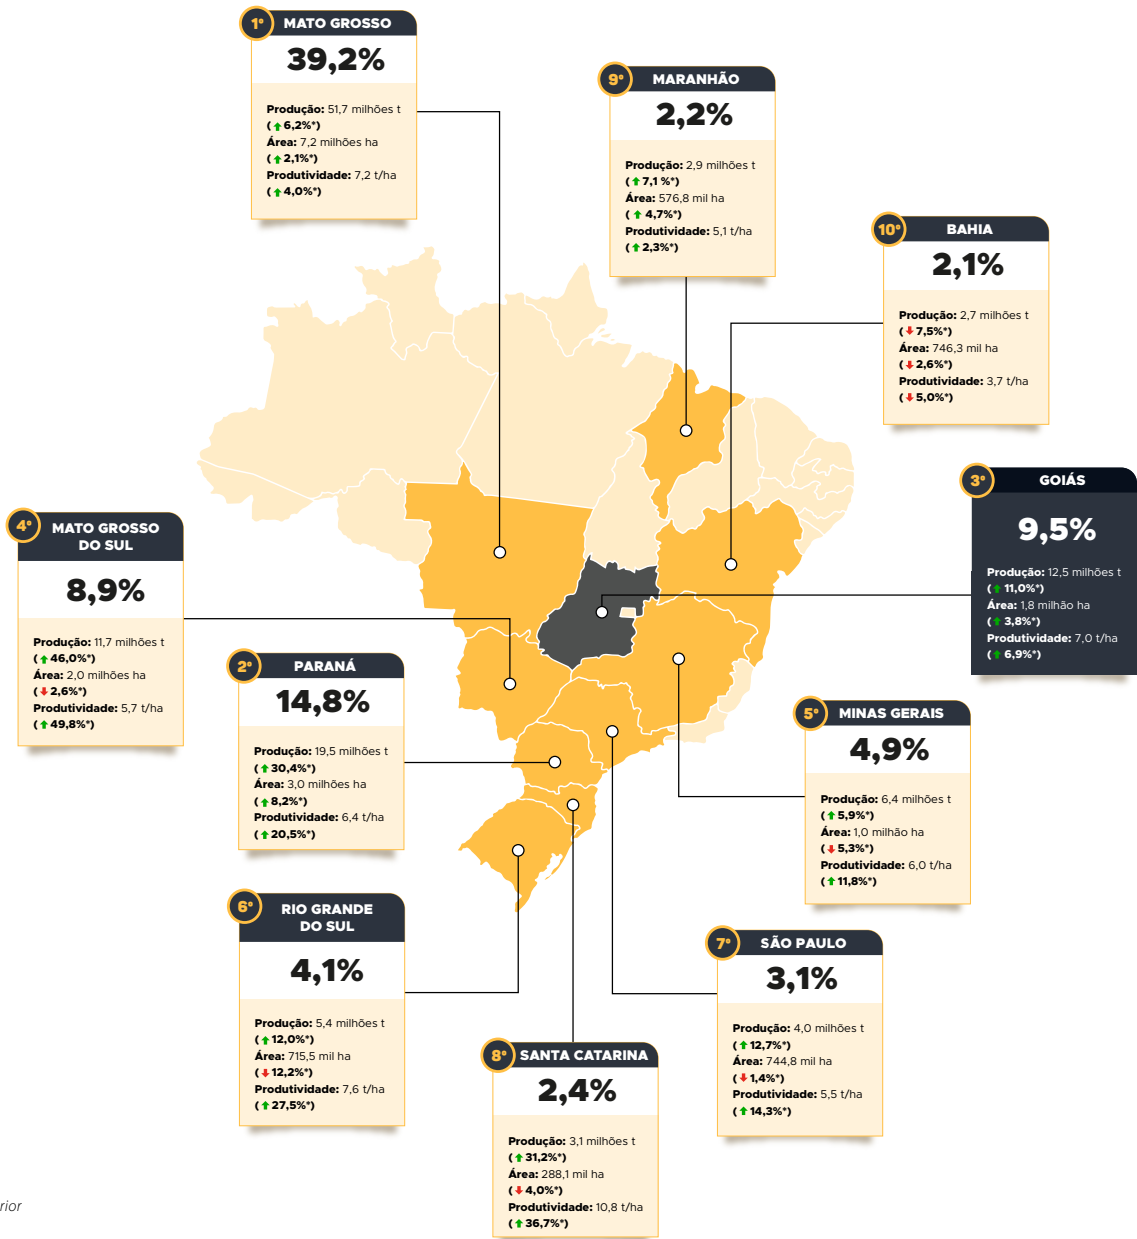 1º MATO GROSSO
39,2%
Produção: 51,7 milhões t
(⬆6,2%*)
Área: 7,2 milhões ha
(⬆2,1%*)
Produtividade: 7,2 t/ha
(⬆4,0%*)
9º MARANHÃO
2,2%
Produção: 2,9 milhões t
(⬆7,1 %*)
Área: 576,8 mil ha
(⬆ 4,7%*)
Produtividade: 5,1 t/ha
(⬆2,3%*)
10º BAHIA
2,1%
Produção: 2,7 milhões t
(⬇7,5%*)
Área: 746,3 mil ha
(⬇2,6%*)
Produtividade: 3,7 t/ha
(⬇5,0%*)
3º GOIÁS
9,5%
Produção: 12,5 milhões t
(⬆ 11,0%*)
Área: 1,8 milhão ha
(⬆ 3,8%*)
Produtividade: 7,0 t/ha
(⬆ 6,9%*)
4º MATO GROSSO
DO SUL
8,9%
Produção: 11,7 milhões t
(⬆46,0%*)
Área: 2,0 milhões ha
(⬇2,6%*)
Produtividade: 5,7 t/ha
(⬆49,8%*)
2º PARANÁ
14,8%
Produção: 19,5 milhões t
(⬆30,4%*)
Área: 3,0 milhões ha
(⬆8,2%*)
Produtividade: 6,4 t/ha
(⬆20,5%*)
5º MINAS GERAIS
4,9%
Produção: 6,4 milhões t
(⬆5,9%*)
Área: 1,0 milhão ha
(⬇5,3%*)
Produtividade: 6,0 t/ha
(⬆11,8%*)
6º RIO GRANDE
DO SUL
4,1%
Produção: 5,4 milhões t
(⬆12,0%*)
Área: 715,5 mil ha
(⬇12,2%*)
Produtividade: 7,6 t/ha
(⬆27,5%*)
7º SÃO PAULO
3,1%
Produção: 4,0 milhões t
(⬆12,7%*)
Área: 744,8 mil ha
(⬇1,4%*)
Produtividade: 5,5 t/ha
(⬆14,3%*)
8º SANTA CATARINA
2,4%
Produção: 3,1 milhões t
(⬆31,2%*)
Área: 288,1 mil ha
(⬇4,0%*)
Produtividade: 10,8 t/ha
(⬆36,7%*)
rior